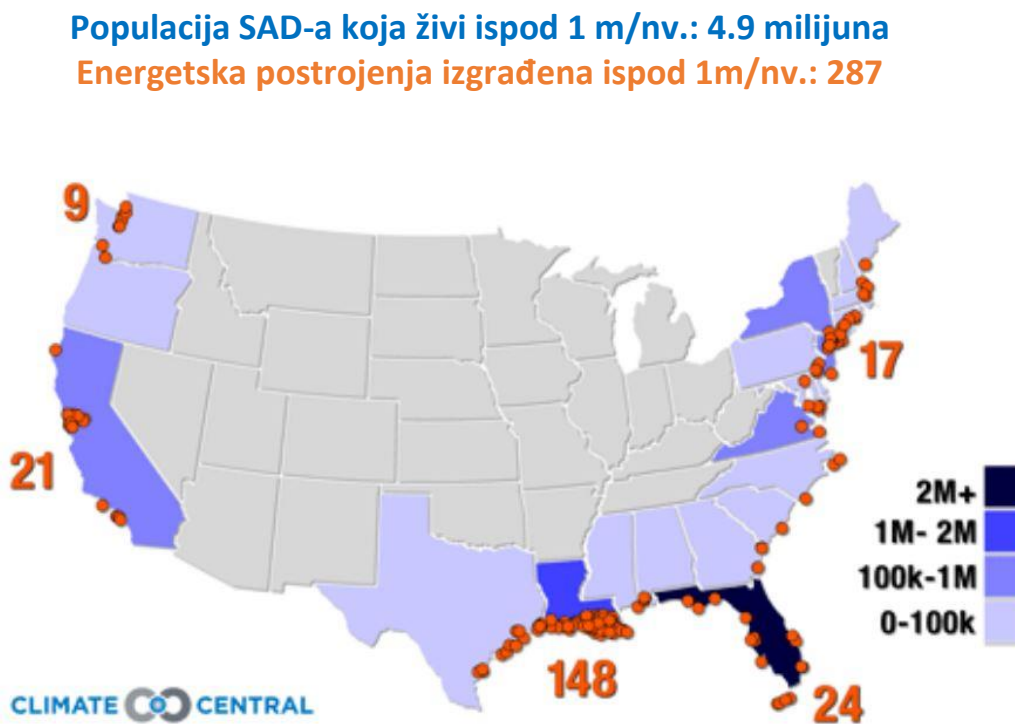 Populacija SAD-a koja živi ispod 1 m/nv.: 4.9 milijuna
Energetska postrojenja izgrađena ispod 1m/nv.: 287
9
17
21
2M+
1M- 2M
100k-1M
0-100k
148
24
CLIMATE CENTRAL